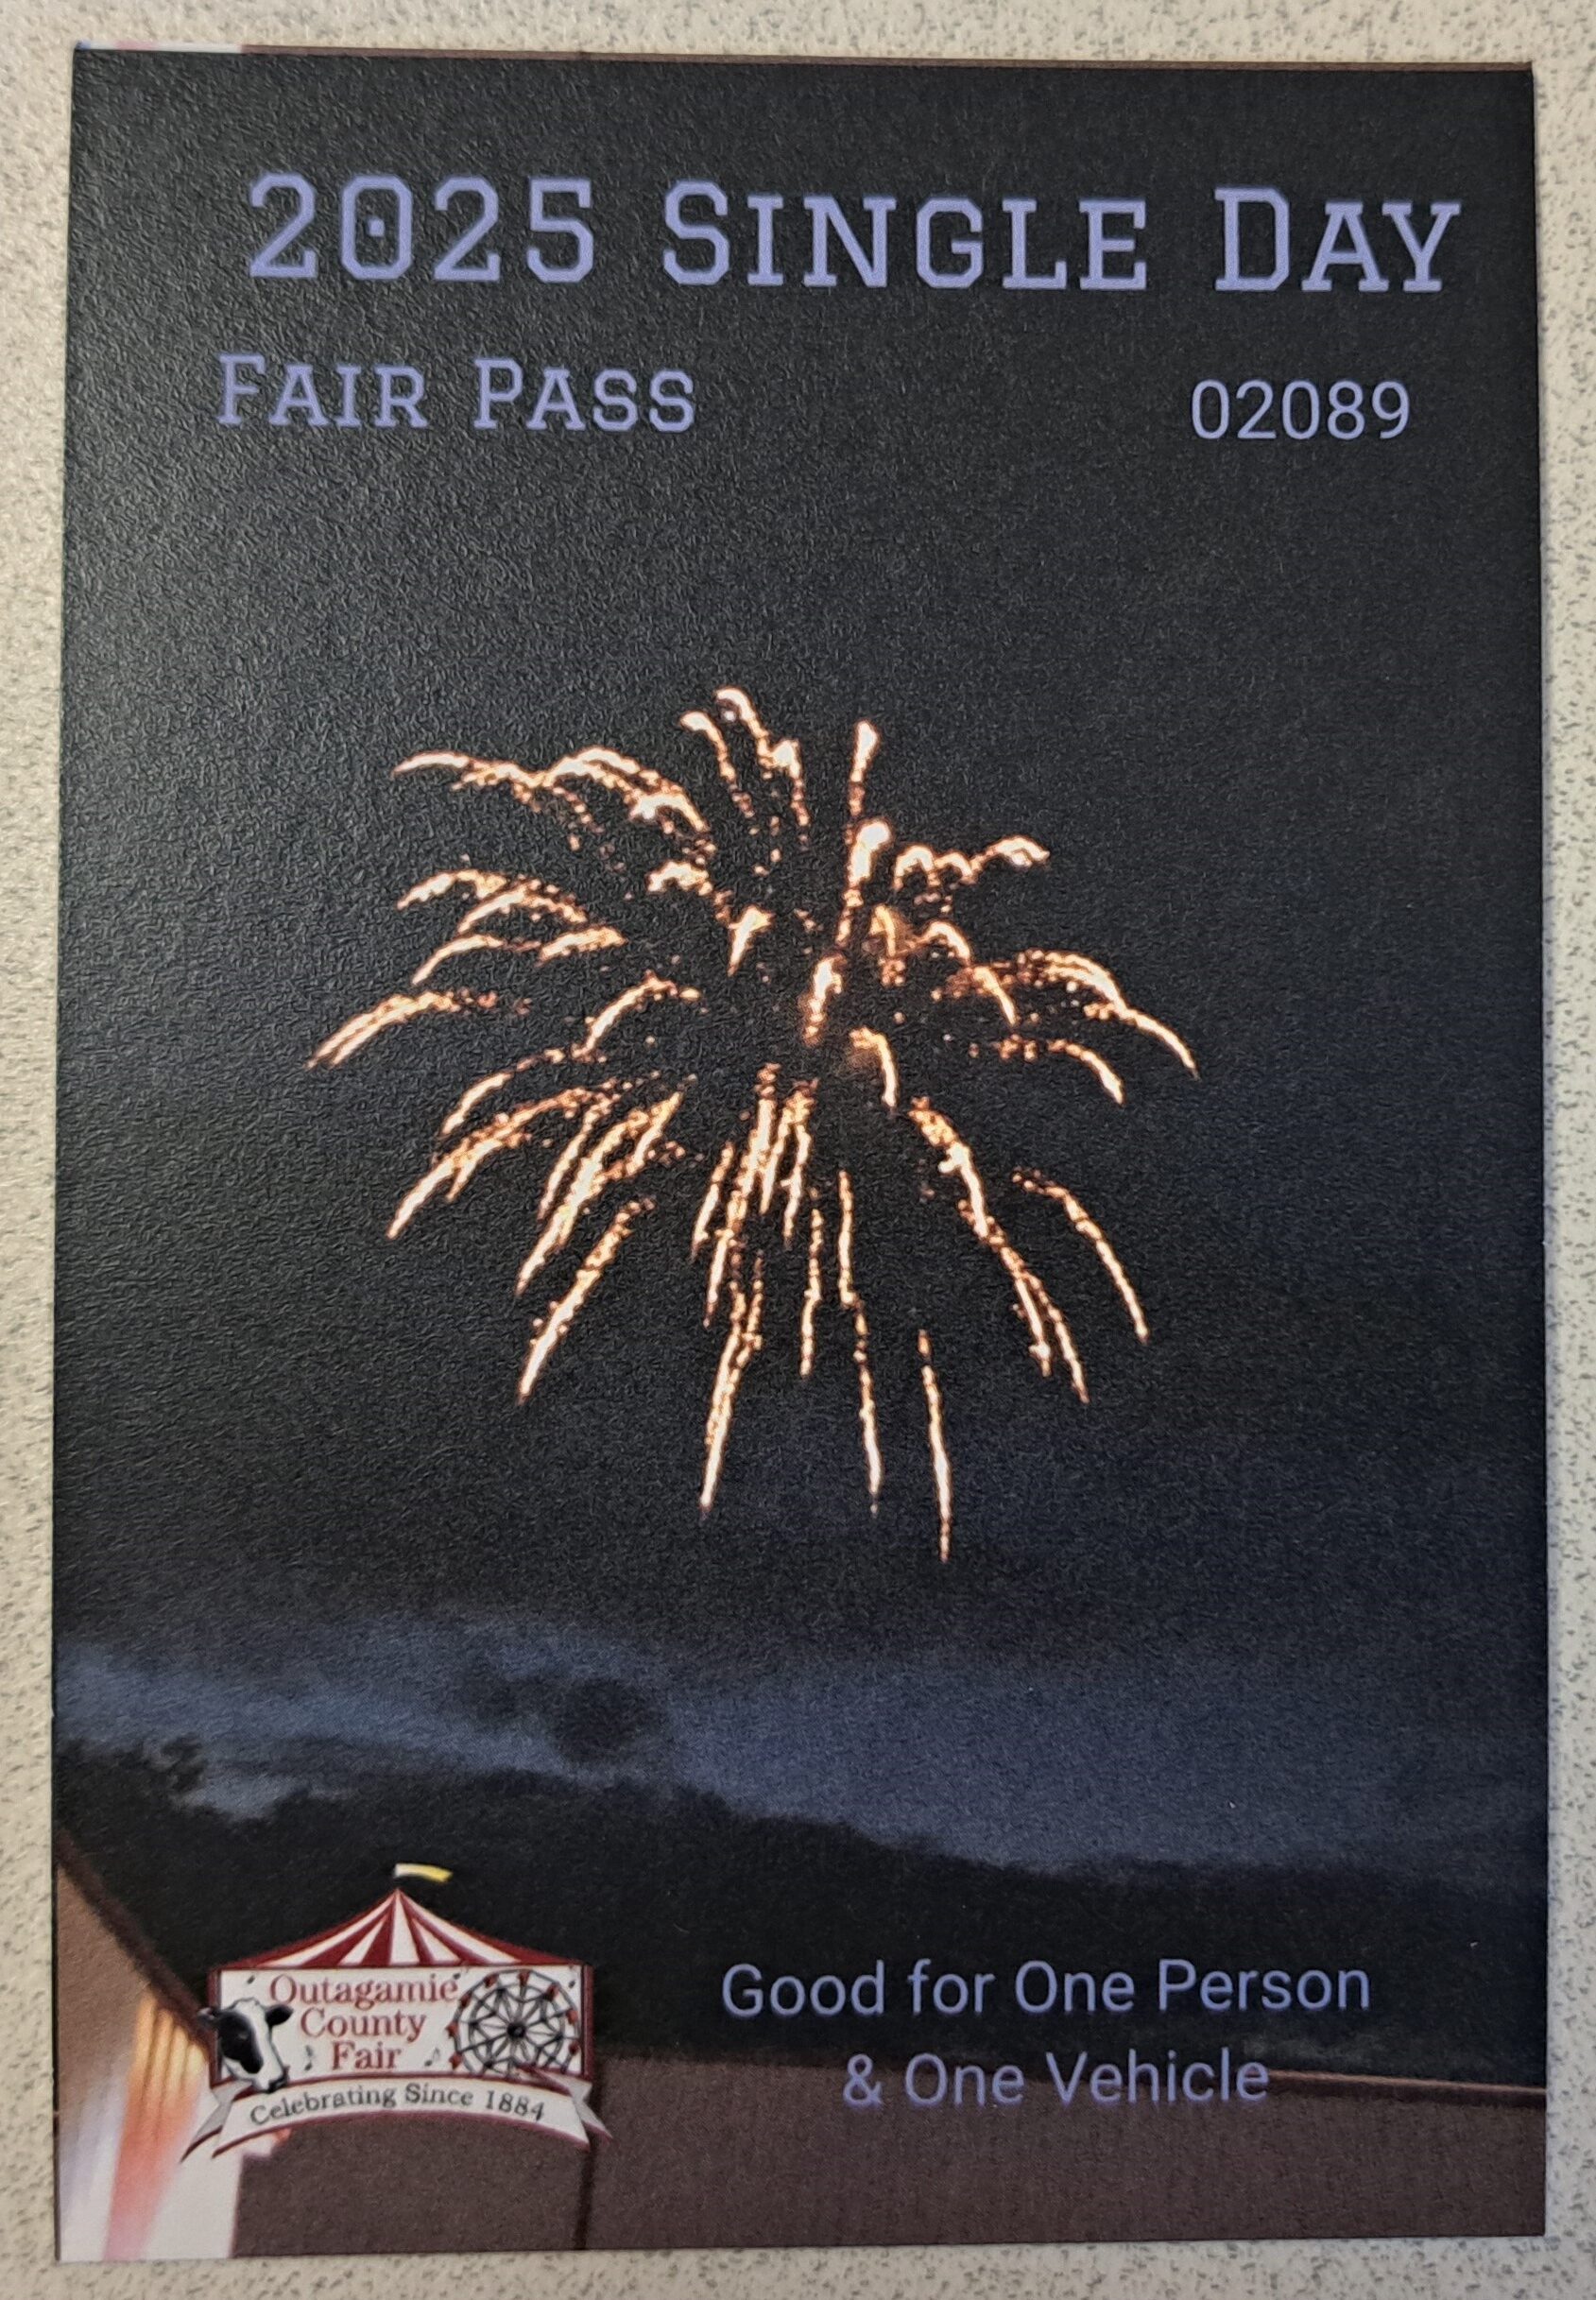 2025 Single Day
Fair Pass
02089
Outagamie
County
Fair
Celebrating Since 1884
Good for One Person
& One Vehicle